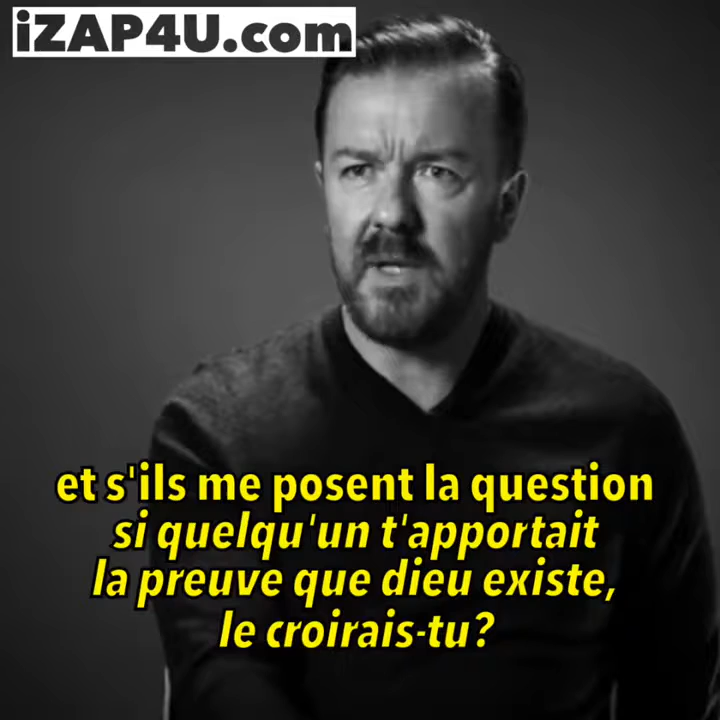 iZAP4U.com
et s'ils me posent la question
si quelqu'un t'apportait
la preuve que dieu existe,
le croirais-tu?